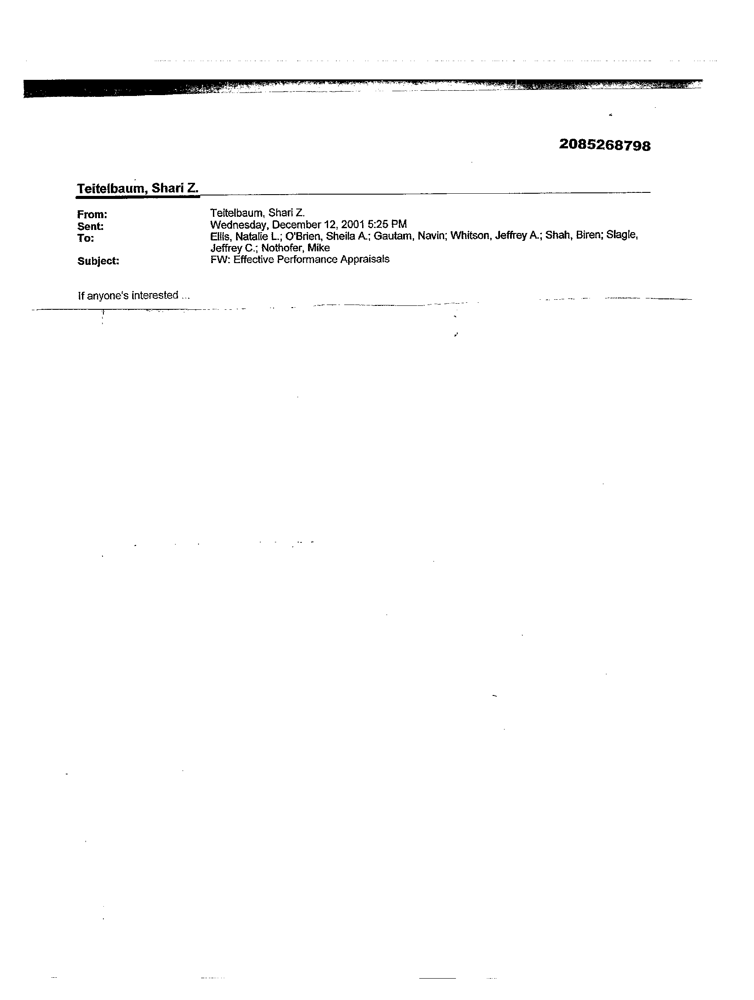 2085268798
Teitelbaum, Shari Z.
From: Teitelbaum, Shari Z.
Sent: Wednesday, December 12, 2001 5:25 PM
To: Ellis, Natalie L.; O'Brien, Sheila A.; Gautam, Navin; Whitson, Jeffrey A.; Shah, Biren; Slagle,
Jeffrey C.; Nothofer, Mike
Subject: FW: Effective Performance Appraisals
If anyone's interested ...